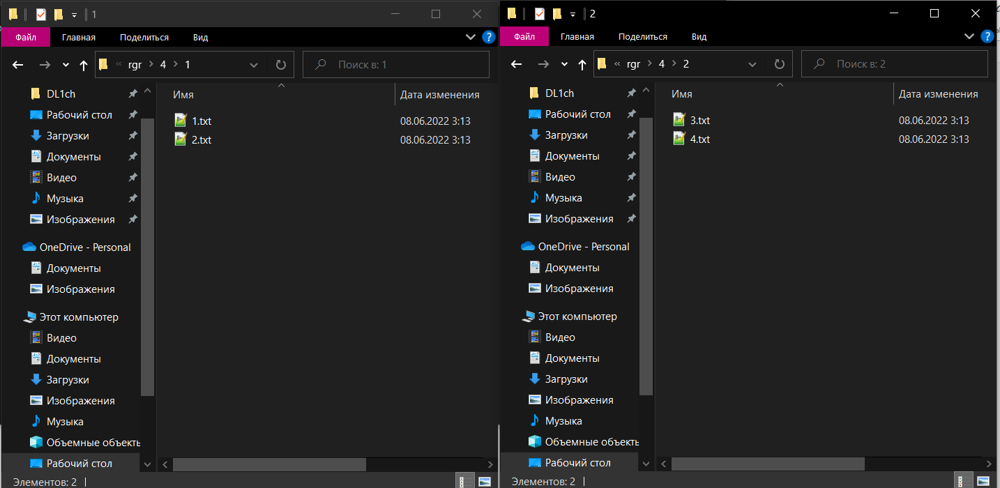 1
Файл Главная Поделиться Вид
« rgr > 4 > 1
Поиск в: 1
DL1ch
Рабочий стол
Загрузки
Документы
Видео
Музыка
Изображения
OneDrive - Personal
Документы
Изображения
Этот компьютер
Видео
Документы
Загрузки
Изображения
Музыка
Объемные объекты
Рабочий стол
Имя Дата изменения
1.txt 08.06.2022 3:13
2.txt 08.06.2022 3:13
Элементов: 2
2
Файл Главная Поделиться Вид
« rgr > 4 > 2
Поиск в: 2
DL1ch
Рабочий стол
Загрузки
Документы
Видео
Музыка
Изображения
OneDrive - Personal
Документы
Изображения
Этот компьютер
Видео
Документы
Загрузки
Изображения
Музыка
Объемные объекты
Рабочий стол
Имя Дата изменения
3.txt 08.06.2022 3:13
4.txt 08.06.2022 3:13
Элементов: 2